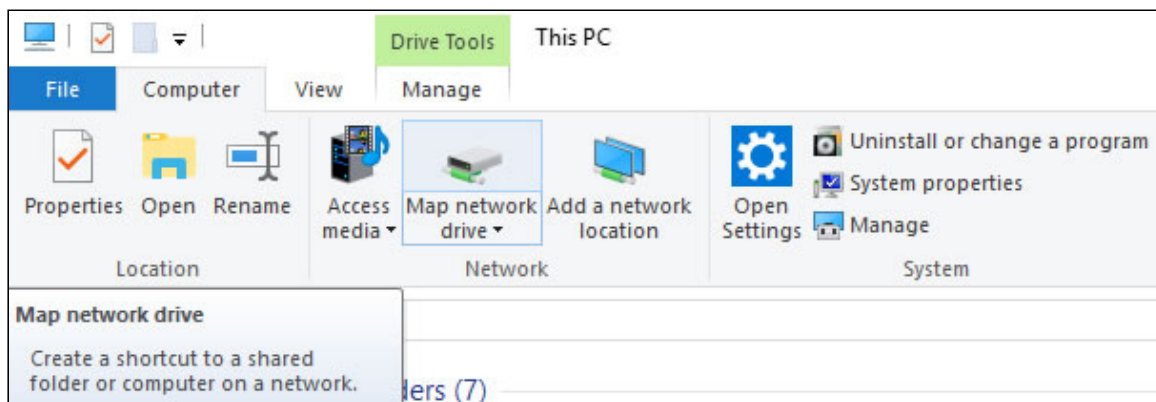 Drive Tools This PC
File Computer View Manage
Properties Open Rename Access media Map network drive Add a network location Open Settings
Uninstall or change a program
System properties
Manage
Location Network System
Map network drive
Create a shortcut to a shared
folder or computer on a network.
ders (7)